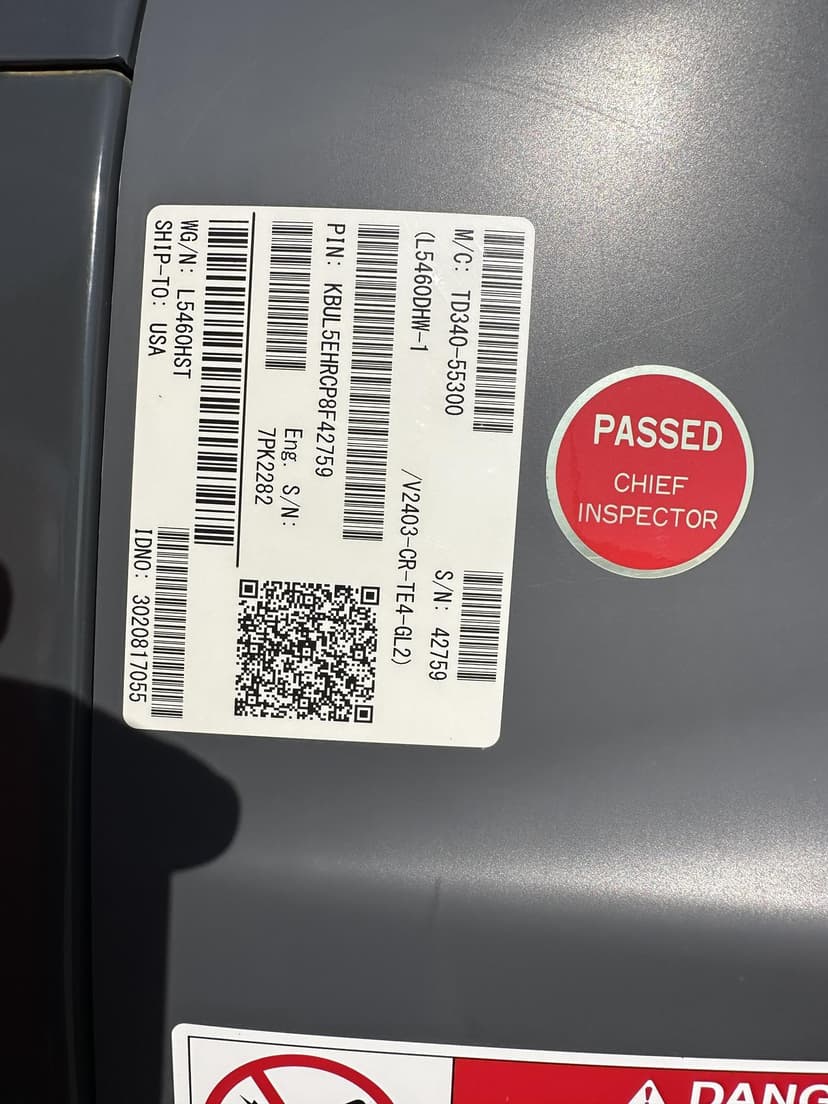 M/C: TD340-55300
S/N: 42759
(L5460DHW-1
/V2403-CR-TE4-GL2)
PIN: KBUL5EHRCP8F42759
Eng. S/N:
7PK2282
WG/N: L5460HST
SHIP-TO: USA
IDNO: 3020817055
PASSED
CHIEF
INSPECTOR
DANG